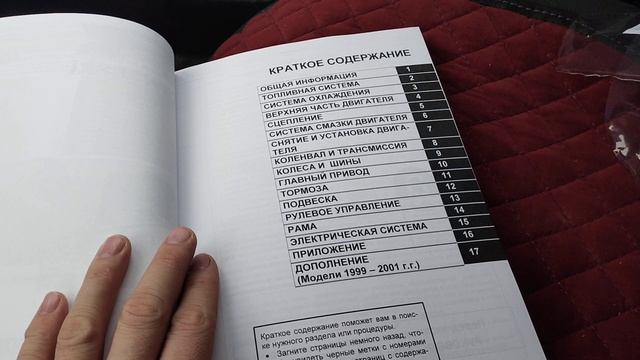 КРАТКОЕ СОДЕРЖАНИЕ
ОБЩАЯ ИНФОРМАЦИЯ 1
ТОПЛИВНАЯ СИСТЕМА 2
СИСТЕМА ОХЛАЖДЕНИЯ 3
ВЕРХНЯЯ ЧАСТЬ ДВИГАТЕЛЯ 4
СЦЕПЛЕНИЕ 5
СИСТЕМА СМАЗКИ ДВИГАТЕЛЯ 6
СНЯТИЕ И УСТАНОВКА ДВИГА- 7
ТЕЛЯ
КОЛЕНВАЛ И ТРАНСМИССИЯ 8
КОЛЕСА И ШИНЫ 9
ГЛАВНЫЙ ПРИВОД 10
ТОРМОЗА 11
ПОДВЕСКА 12
РУЛЕВОЕ УПРАВЛЕНИЕ 13
РАМА 14
ЭЛЕКТРИЧЕСКАЯ СИСТЕМА 15
ПРИЛОЖЕНИЕ 16
ДОПОЛНЕНИЕ 17
(Модели 1999 – 2001 г.г.)
Краткое содержание поможет вам в поис-
ке нужного раздела или процедуры.
• Загните страницы немного назад, что-
черные метки с номерами
страниц с содержа-